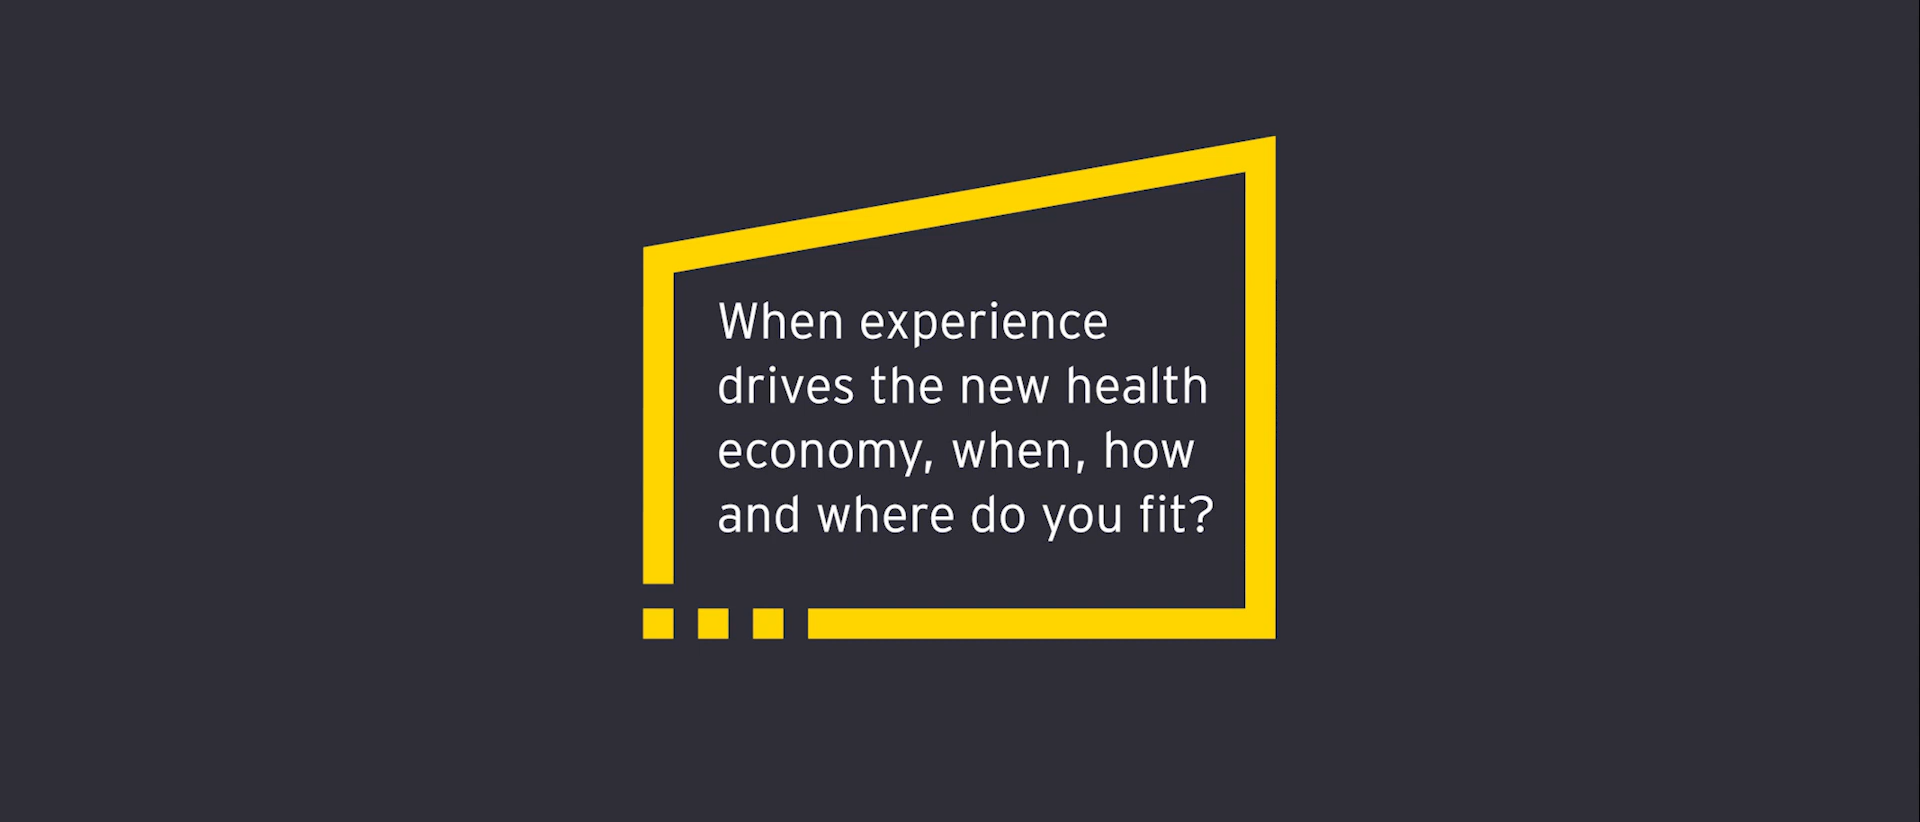 When experience
drives the new health
economy, when, how
and where do you fit?